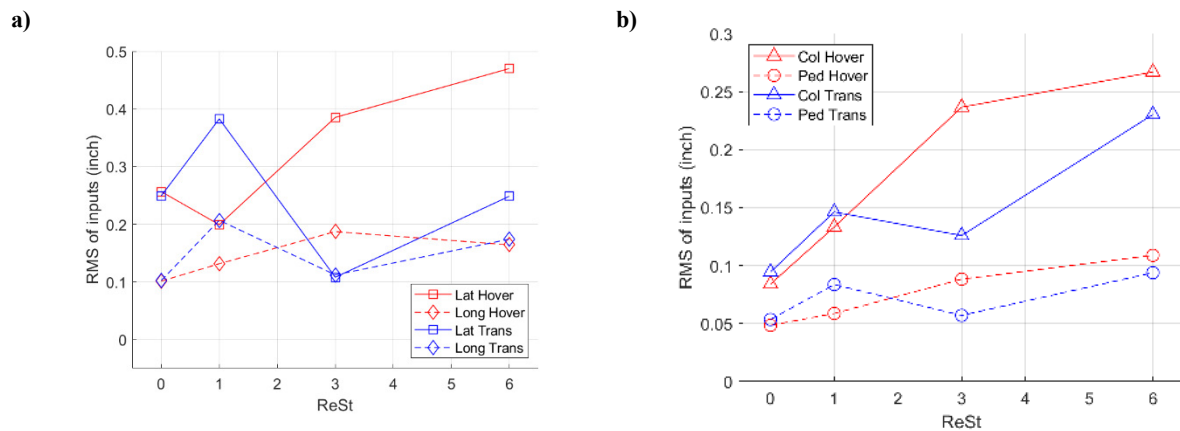 a)
0.5
0.4
0.3
0.2
0.1
0
RMS of inputs (inch)
Lat Hover
Long Hover
Lat Trans
Long Trans
0 1 2 3 4 5 6
ReSt
b)
0.3
0.25
0.2
0.15
0.1
0.05
0
RMS of inputs (inch)
Col Hover
Ped Hover
Col Trans
Ped Trans
0 1 2 3 4 5 6
ReSt